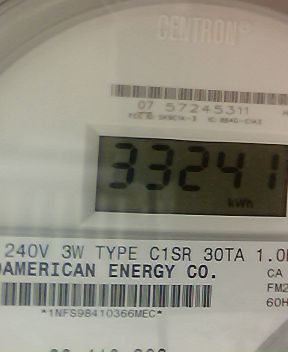 CENTRON®
07 57245311
33241
kWh
240V 3W TYPE C1SR 30TA 1.0
AMERICAN ENERGY CO.
CA
FM2
60H
*1NFS98410366MEC*